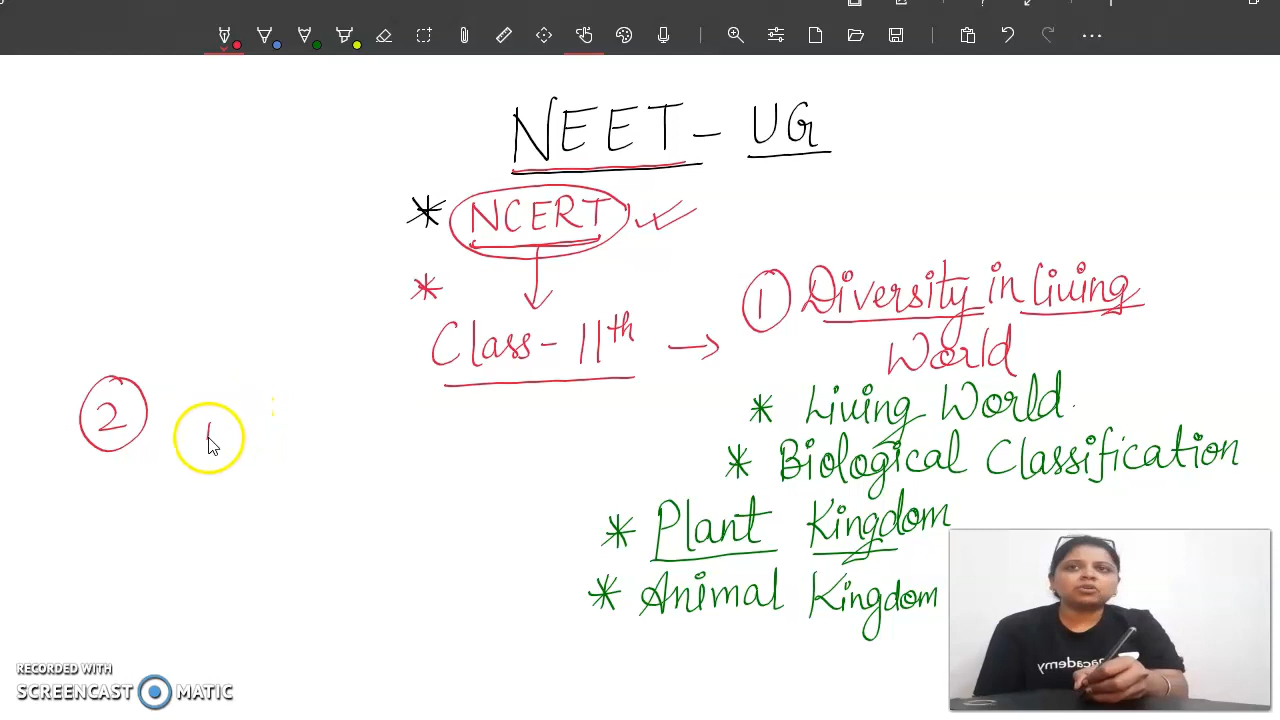 NEET - UG
* NCERT
*
Class - 11th → ① Diversity in living
World
* Living World
* Biological Classification
* Plant Kingdom
* Animal Kingdom
②
RECORDED WITH
SCREENCAST MATIC